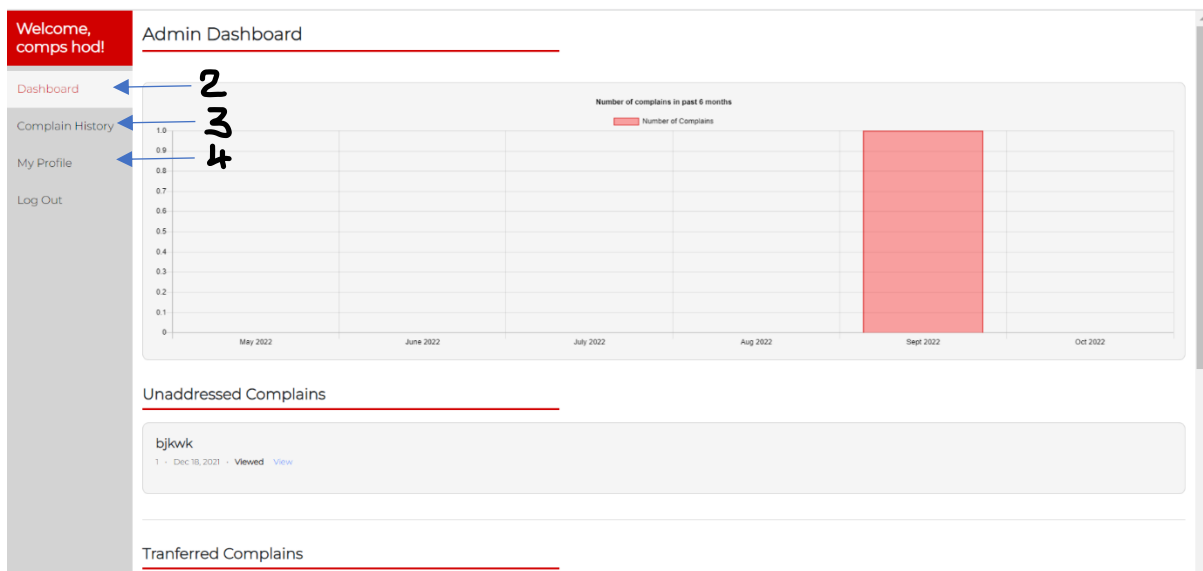 Welcome,
comps hod!
Dashboard
Complain History
My Profile
Log Out
2
3
4
Admin Dashboard
Number of complains in past 6 months
Number of Complains
1.0
0.9
0.8
0.7
0.6
0.5
0.4
0.3
0.2
0.1
0
May 2022 June 2022 July 2022 Aug 2022 Sept 2022 Oct 2022
Unaddressed Complains
bjkwk
1 - Dec 18, 2021 - Viewed View
Tranferred Complains